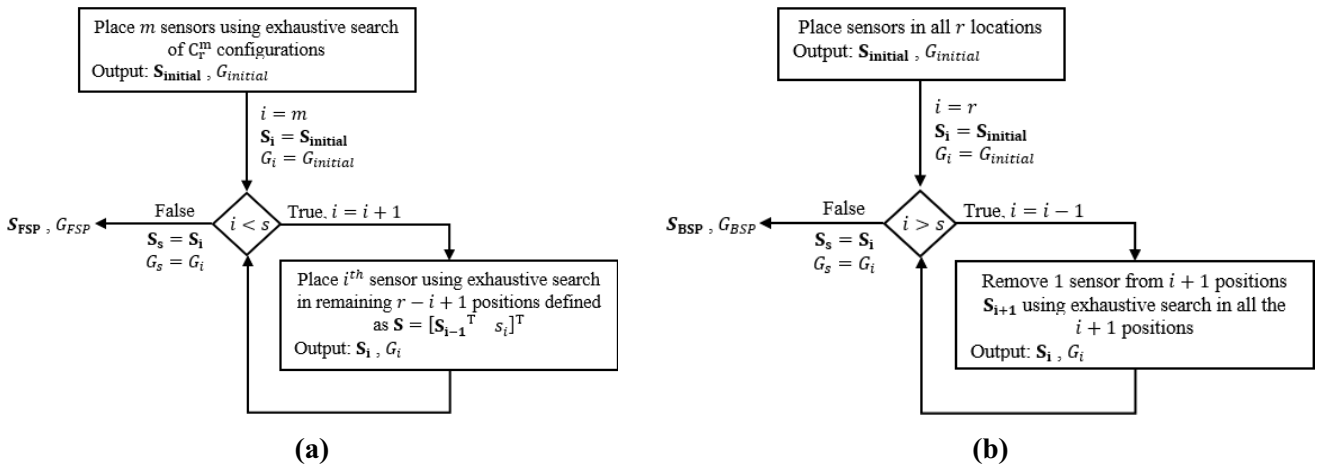 Place m sensors using exhaustive search
of C_r^m configurations
Output: S_initial , G_initial
i = m
S_i = S_initial
G_i = G_initial
S_FSP , G_FSP
False
i < s
True, i = i + 1
S_s = S_i
G_s = G_i
Place i^th sensor using exhaustive search
in remaining r − i + 1 positions defined
as S = [S_{i−1}^T s_i]^T
Output: S_i , G_i
(a)
Place sensors in all r locations
Output: S_initial , G_initial
i = r
S_i = S_initial
G_i = G_initial
S_BSP , G_BSP
False
i > s
True, i = i − 1
S_s = S_i
G_s = G_i
Remove 1 sensor from i + 1 positions
S_{i+1} using exhaustive search in all the
i + 1 positions
Output: S_i , G_i
(b)